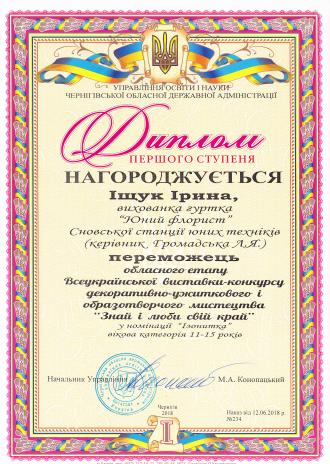 УПРАВЛІННЯ ОСВІТИ І НАУКИ
ЧЕРНІГІВСЬКОЇ ОБЛАСНОЇ ДЕРЖАВНОЇ АДМІНІСТРАЦІЇ
Диплом
ПЕРШОГО СТУПЕНЯ
НАГОРОДЖУЄТЬСЯ
Іщук Ірина,
вихованка гуртка
"Юний флорист"
Сновської станції юних техніків
(керівник Громадська Л.Я.)
переможець
обласного етапу
Всеукраїнської виставки-конкурсу
декоративно-ужиткового і
образотворчого мистецтва
"Знай і люби свій край"
у номінації "Ізонитка"
вікова категорія 11-15 років
Начальник Управління
М.А. Конопацький
Чернігів
2018
Наказ від 12.06.2018 р.
№234
I